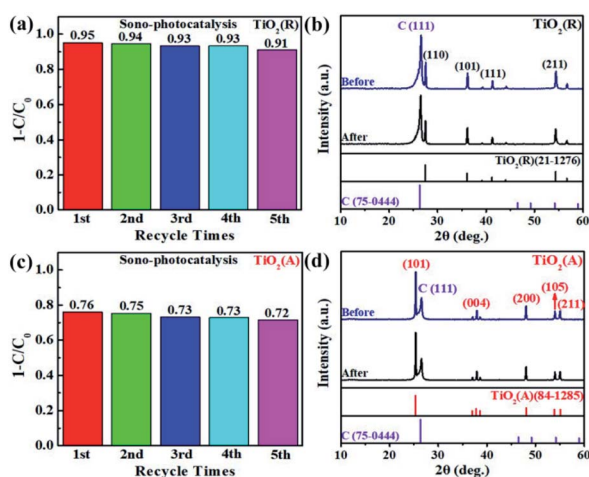 (a)
Sono-photocatalysis
TiO2(R)
0.95
0.94
0.93
0.93
0.91
1.0
0.8
0.6
0.4
0.2
0.0
1-C/C0
1st 2nd 3rd 4th 5th
Recycle Times
(b)
TiO2(R)
C (111)
(110)
(101)
(111)
(211)
Before
After
TiO2(R)(21-1276)
C (75-0444)
Intensity (a.u.)
10 20 30 40 50 60
2θ (deg.)
(c)
Sono-photocatalysis
TiO2(A)
0.76
0.75
0.73
0.73
0.72
1.0
0.8
0.6
0.4
0.2
0.0
1-C/C0
1st 2nd 3rd 4th 5th
Recycle Times
(d)
TiO2(A)
(101)
C (111)
(004)
(200)
(105)
(211)
Before
After
TiO2(A)(84-1285)
C (75-0444)
Intensity (a.u.)
10 20 30 40 50 60
2θ (deg.)